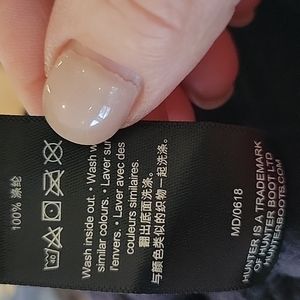 100% 涤纶
Wash inside out. • Wash w
similar colours. • Laver sur
l'envers. • Laver avec des
couleurs similaires.
翻出底面洗涤.
与颜色类似的织物一起洗涤.
MD/0618
HUNTER IS A TRADEMARK
OF HUNTER BOOT LTD
HUNTERBOOTS.COM